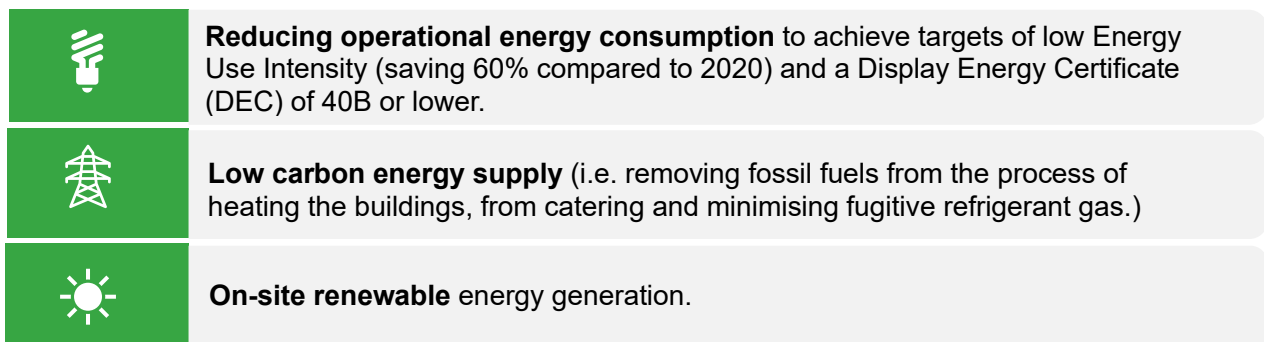 Reducing operational energy consumption to achieve targets of low Energy
Use Intensity (saving 60% compared to 2020) and a Display Energy Certificate
(DEC) of 40B or lower.
Low carbon energy supply (i.e. removing fossil fuels from the process of
heating the buildings, from catering and minimising fugitive refrigerant gas.)
On-site renewable energy generation.